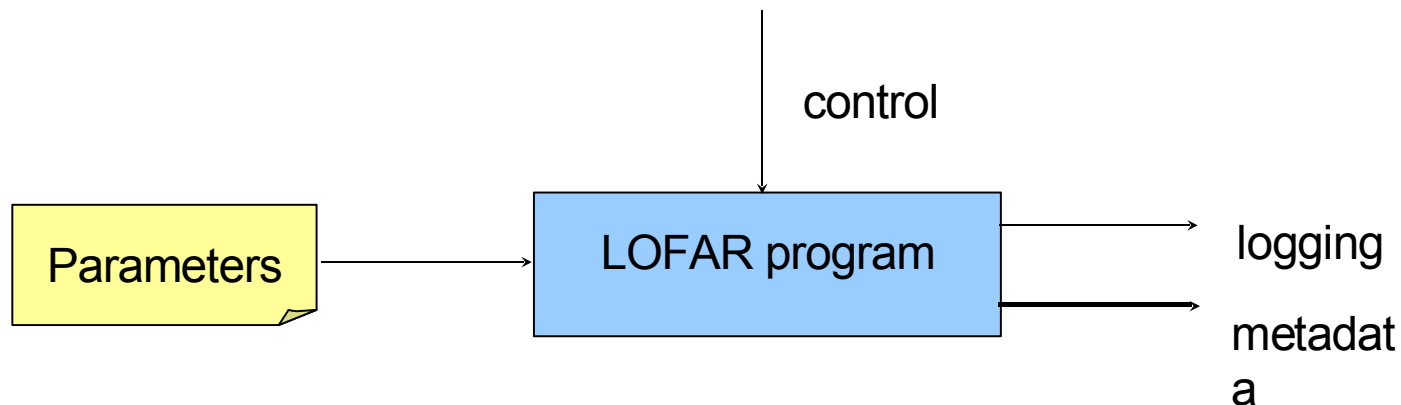 control
Parameters
LOFAR program
logging
metadat
a